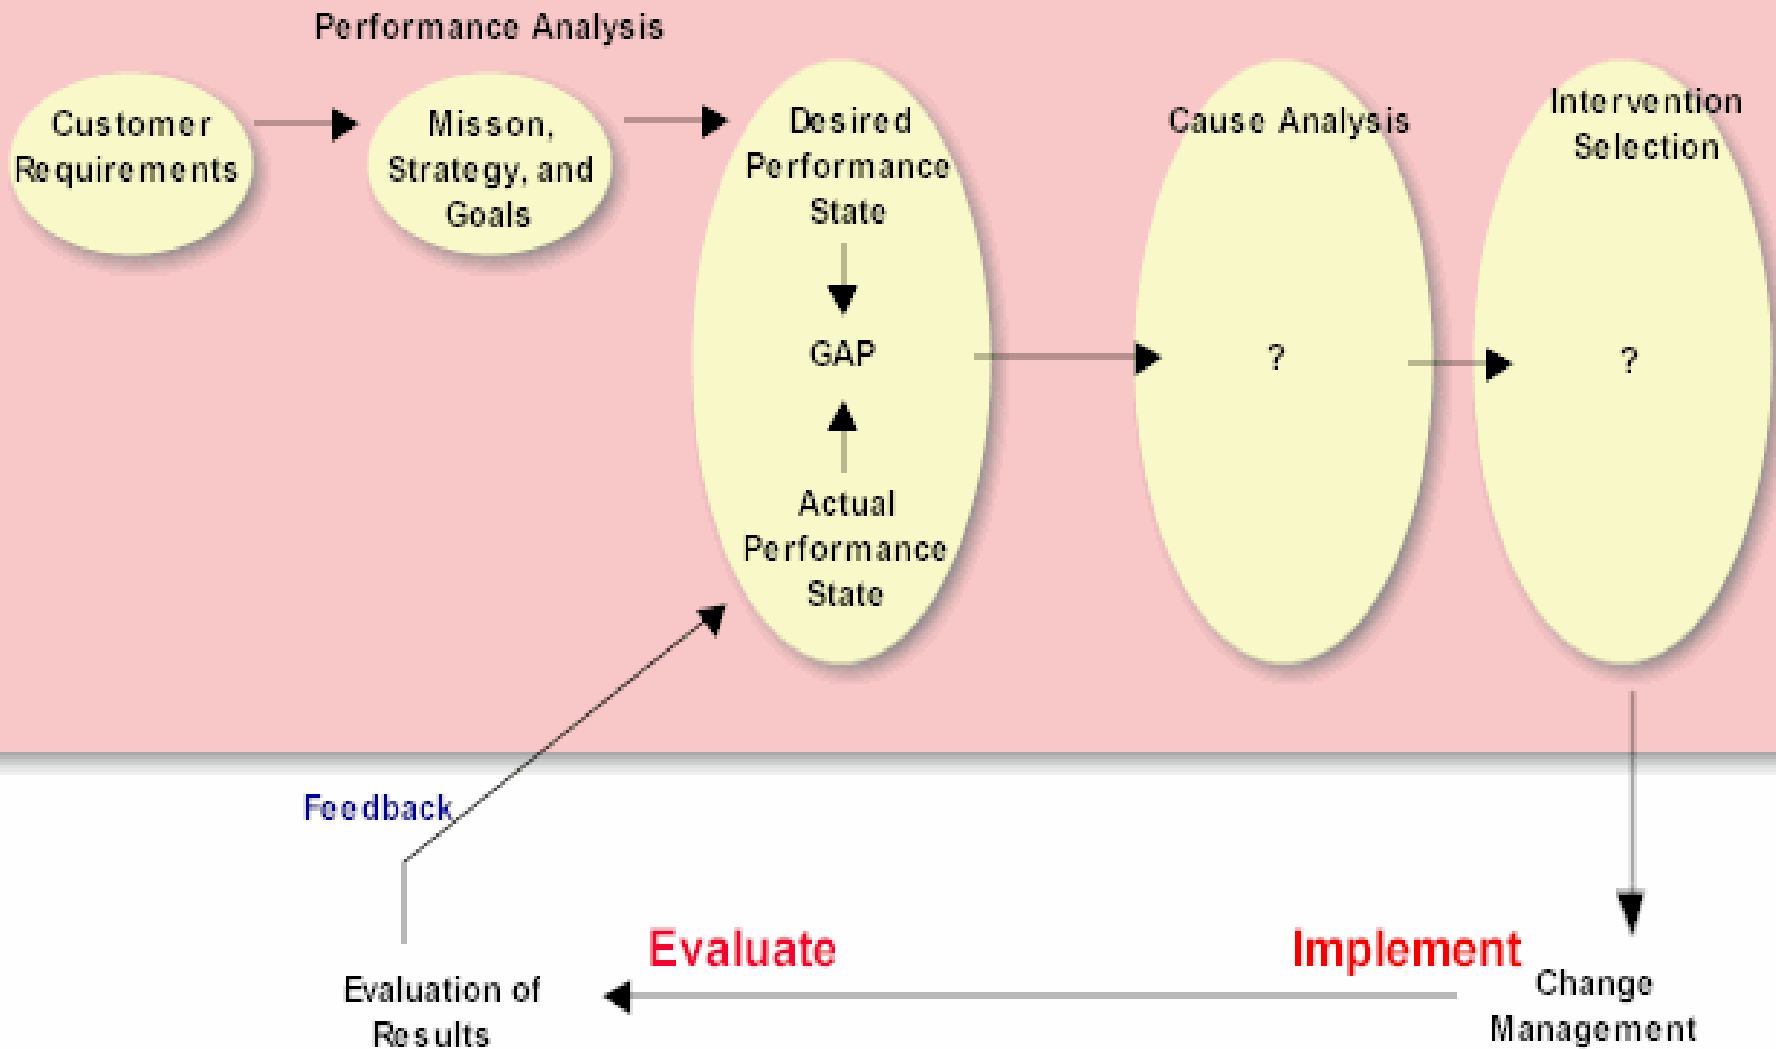 Performance Analysis
Customer
Requirements
Misson,
Strategy, and
Goals
Desired
Performance
State
GAP
Actual
Performance
State
Cause Analysis
?
Intervention
Selection
?
Feedback
Evaluate
Implement
Change
Management
Evaluation of
Results